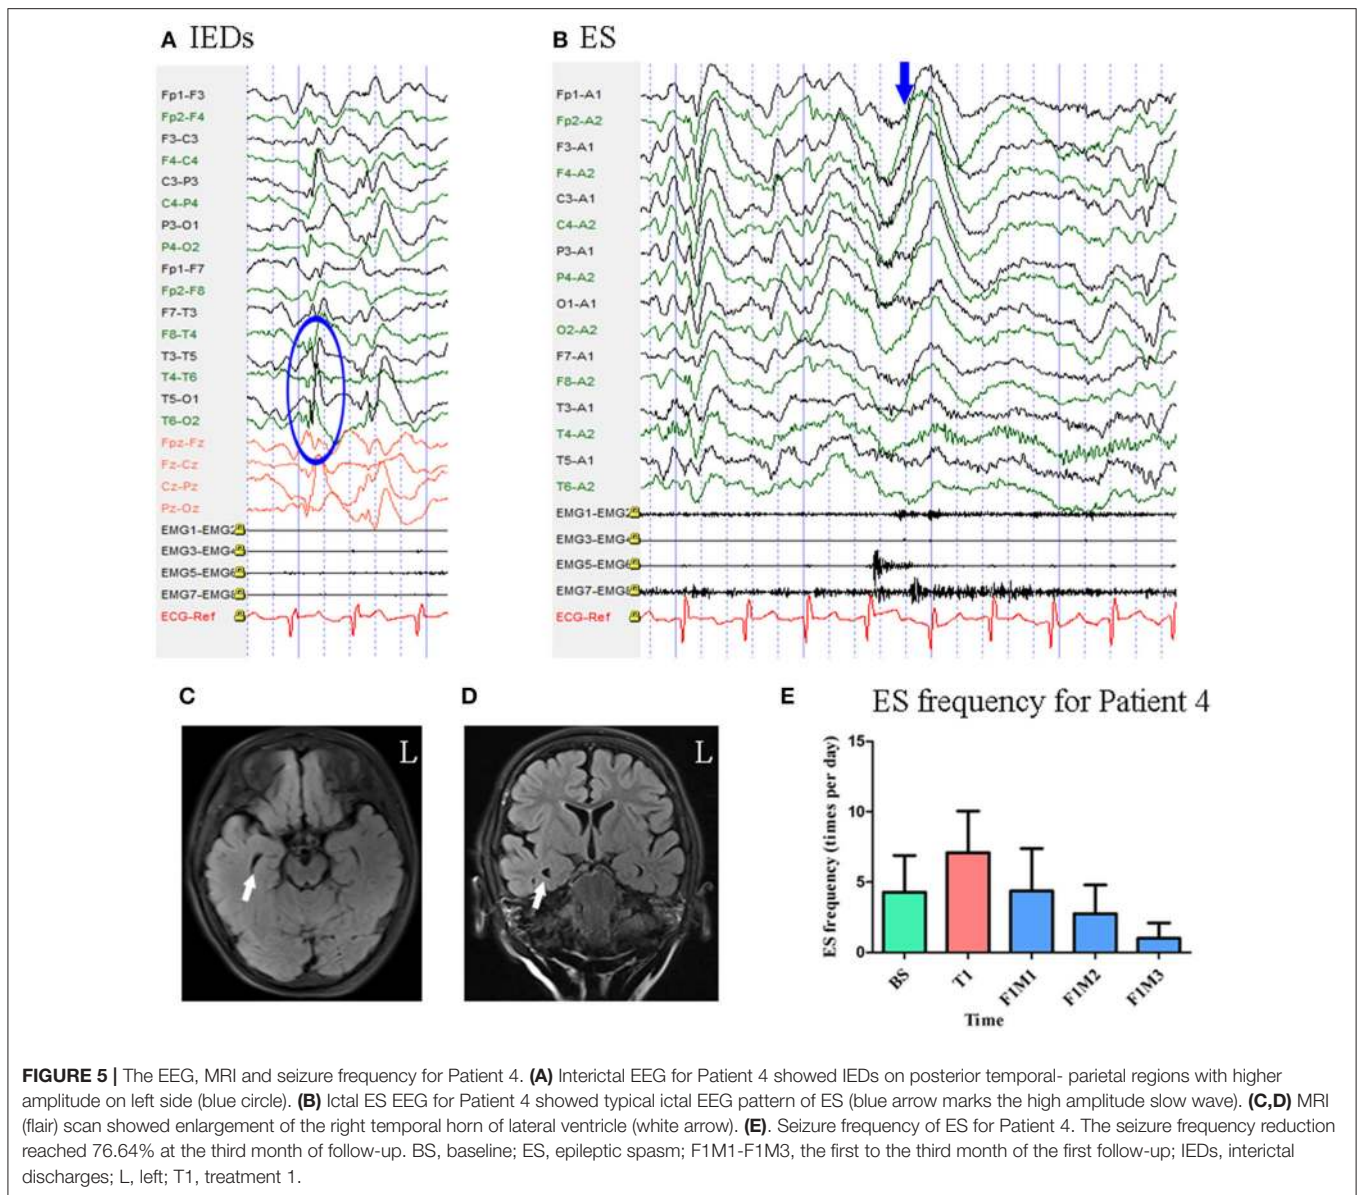 A IEDs
Fp1-F3
Fp2-F4
F3-C3
F4-C4
C3-P3
C4-P4
P3-O1
P4-O2
Fp1-F7
Fp2-F8
F7-T3
F8-T4
T3-T5
T4-T6
T5-O1
T6-O2
Fpz-Fz
Fz-Cz
Cz-Pz
Pz-Oz
EMG1-EMG2
EMG3-EMG4
EMG5-EMG6
EMG7-EMG8
ECG-Ref
B ES
Fp1-A1
Fp2-A2
F3-A1
F4-A2
C3-A1
C4-A2
P3-A1
P4-A2
O1-A1
O2-A2
F7-A1
F8-A2
T3-A1
T4-A2
T5-A1
T6-A2
EMG1-EMG2
EMG3-EMG4
EMG5-EMG6
EMG7-EMG8
ECG-Ref
C
L
D
L
E
ES frequency for Patient 4
ES frequency (times per day)
15
10
5
0
BS
T1
F1M1
F1M2
F1M3
Time
FIGURE 5 | The EEG, MRI and seizure frequency for Patient 4. (A) Interictal EEG for Patient 4 showed IEDs on posterior temporal- parietal regions with higher
amplitude on left side (blue circle). (B) Ictal ES EEG for Patient 4 showed typical ictal EEG pattern of ES (blue arrow marks the high amplitude slow wave). (C,D) MRI
(flair) scan showed enlargement of the right temporal horn of lateral ventricle (white arrow). (E). Seizure frequency of ES for Patient 4. The seizure frequency reduction
reached 76.64% at the third month of follow-up. BS, baseline; ES, epileptic spasm; F1M1-F1M3, the first to the third month of the first follow-up; IEDs, interictal
discharges; L, left; T1, treatment 1.